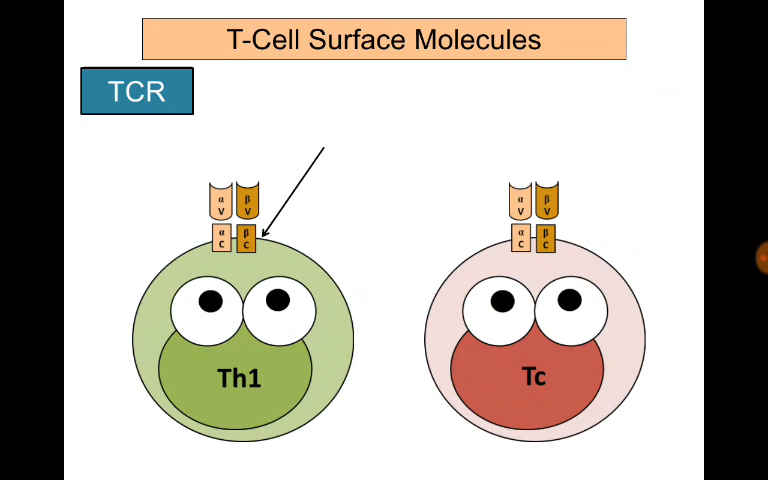 T-Cell Surface Molecules
TCR
α V β V α V β V
α C β C α C β C
Th1 Tc